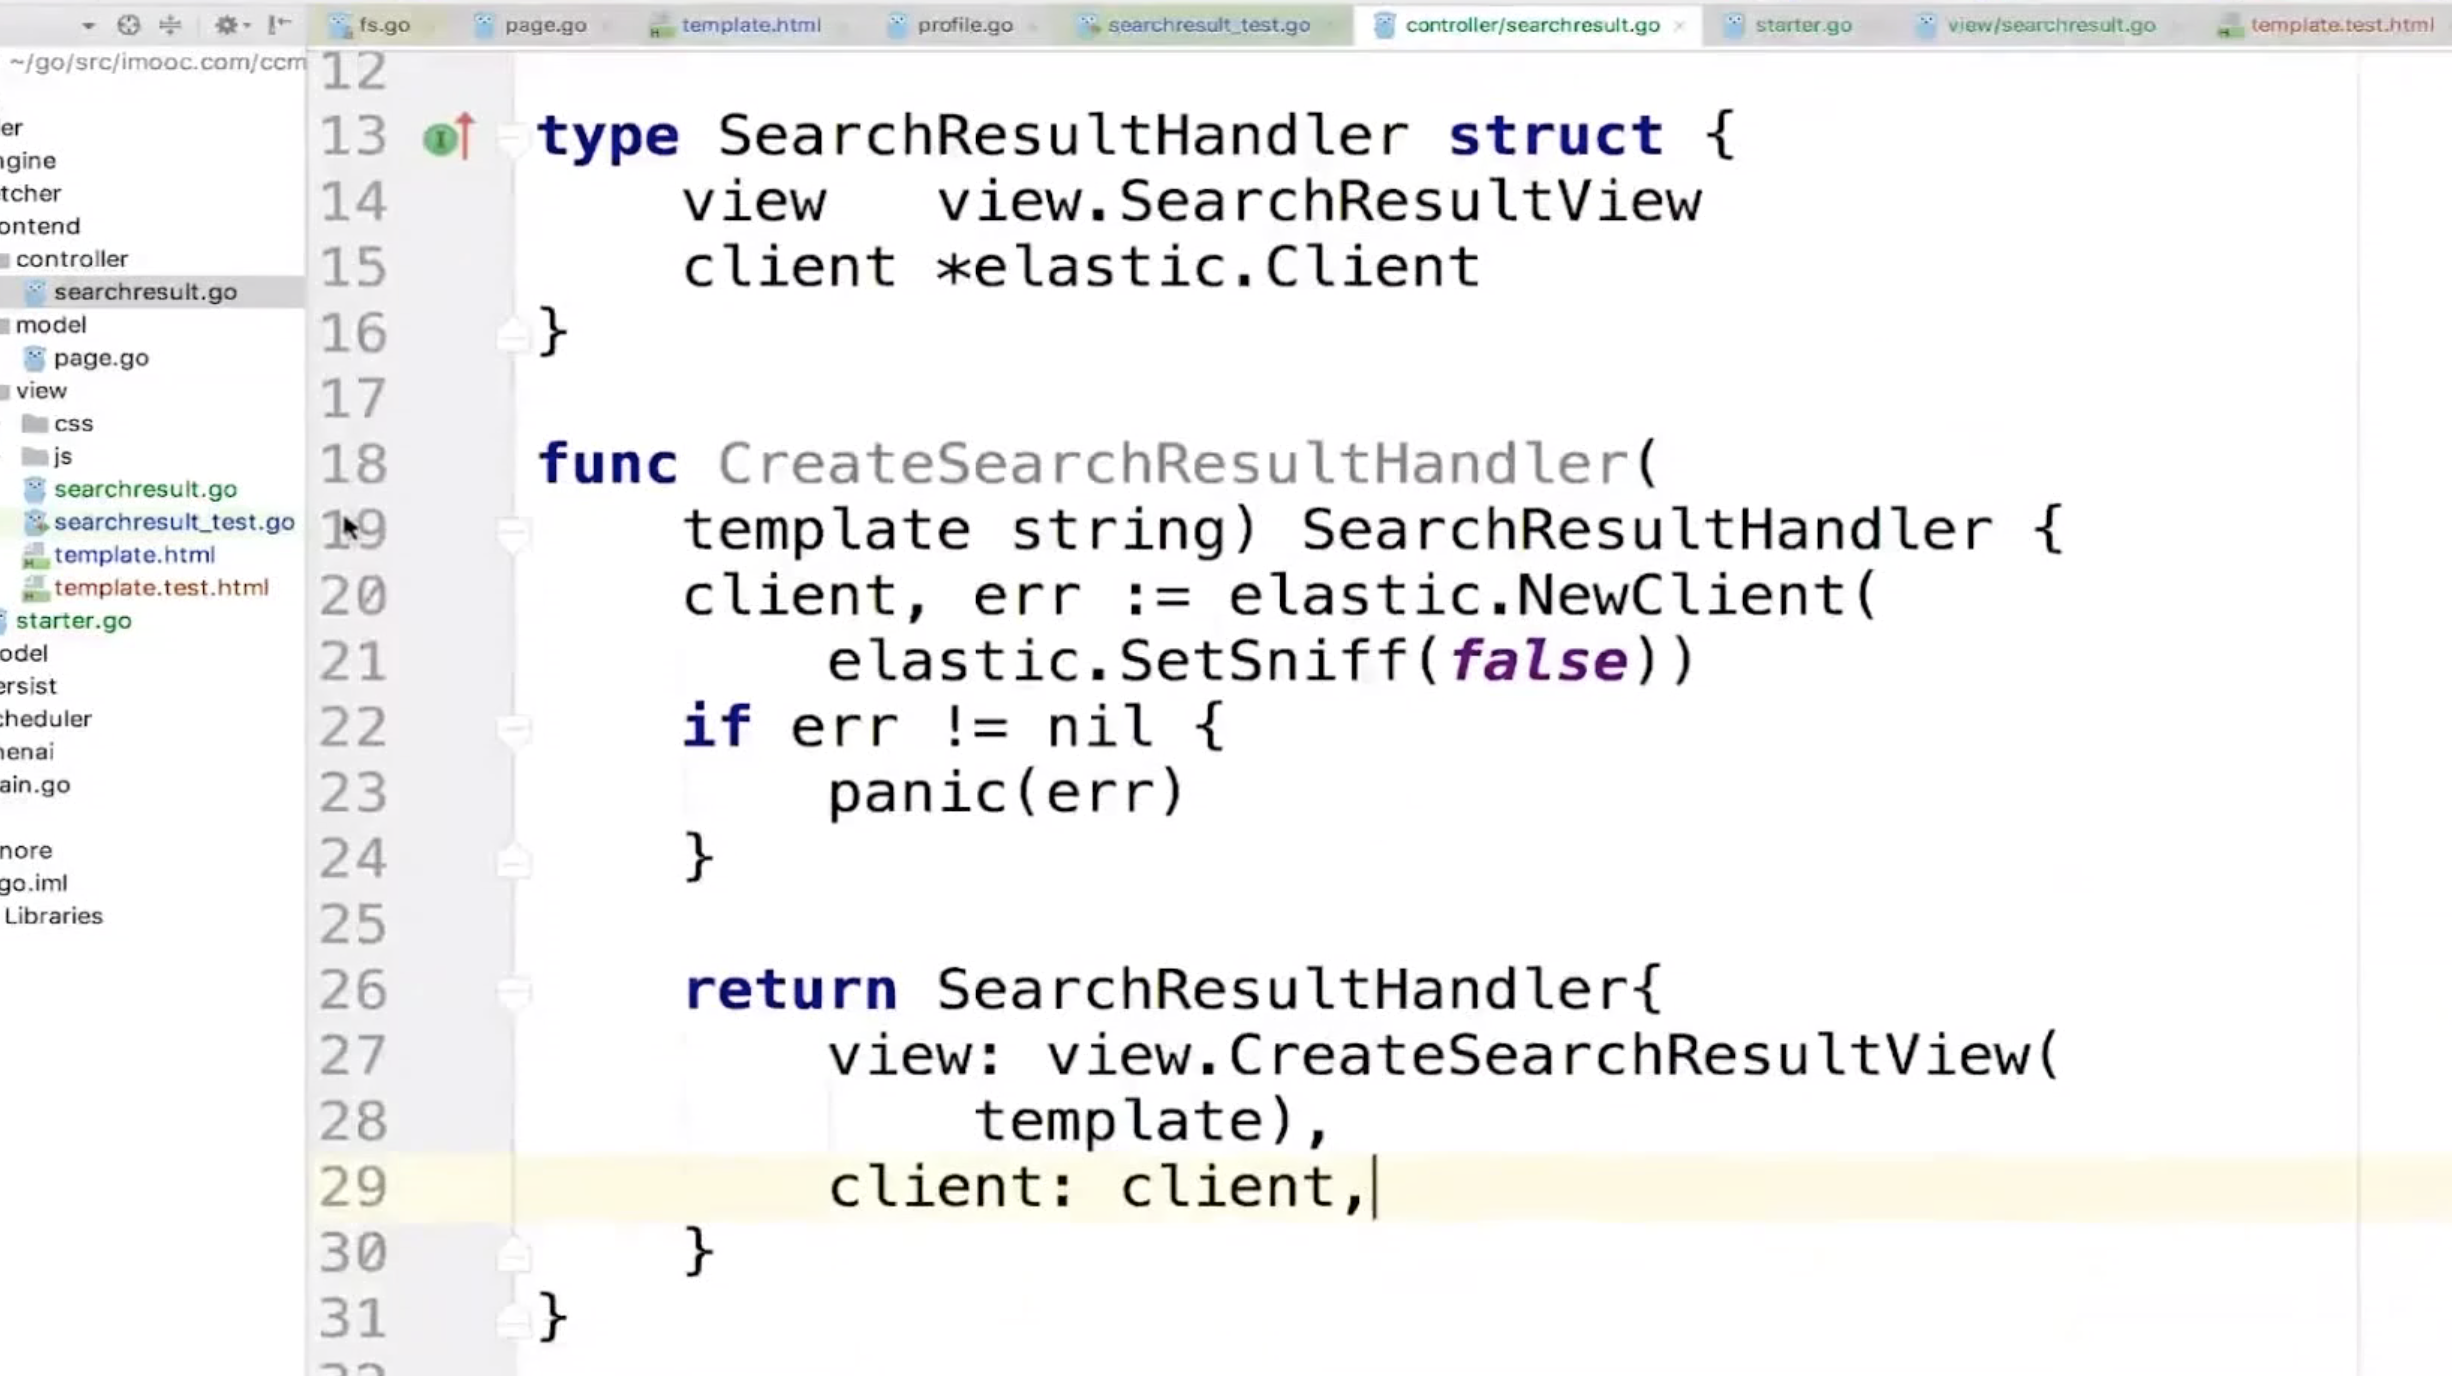 fs.go page.go template.html profile.go searchresult_test.go controller/searchresult.go starter.go view/searchresult.go template.test.html
~/go/src/imooc.com/ccm
er
ngine
tcher
ontend
controller
searchresult.go
model
page.go
view
css
js
searchresult.go
searchresult_test.go
template.html
template.test.html
starter.go
odel
ersist
cheduler
henai
ain.go
nore
go.iml
Libraries
12
13 type SearchResultHandler struct {
14 view view.SearchResultView
15 client *elastic.Client
16 }
17
18 func CreateSearchResultHandler(
19 template string) SearchResultHandler {
20 client, err := elastic.NewClient(
21 elastic.SetSniff(false))
22 if err != nil {
23 panic(err)
24 }
25
26 return SearchResultHandler{
27 view: view.CreateSearchResultView(
28 template),
29 client: client,
30 }
31 }